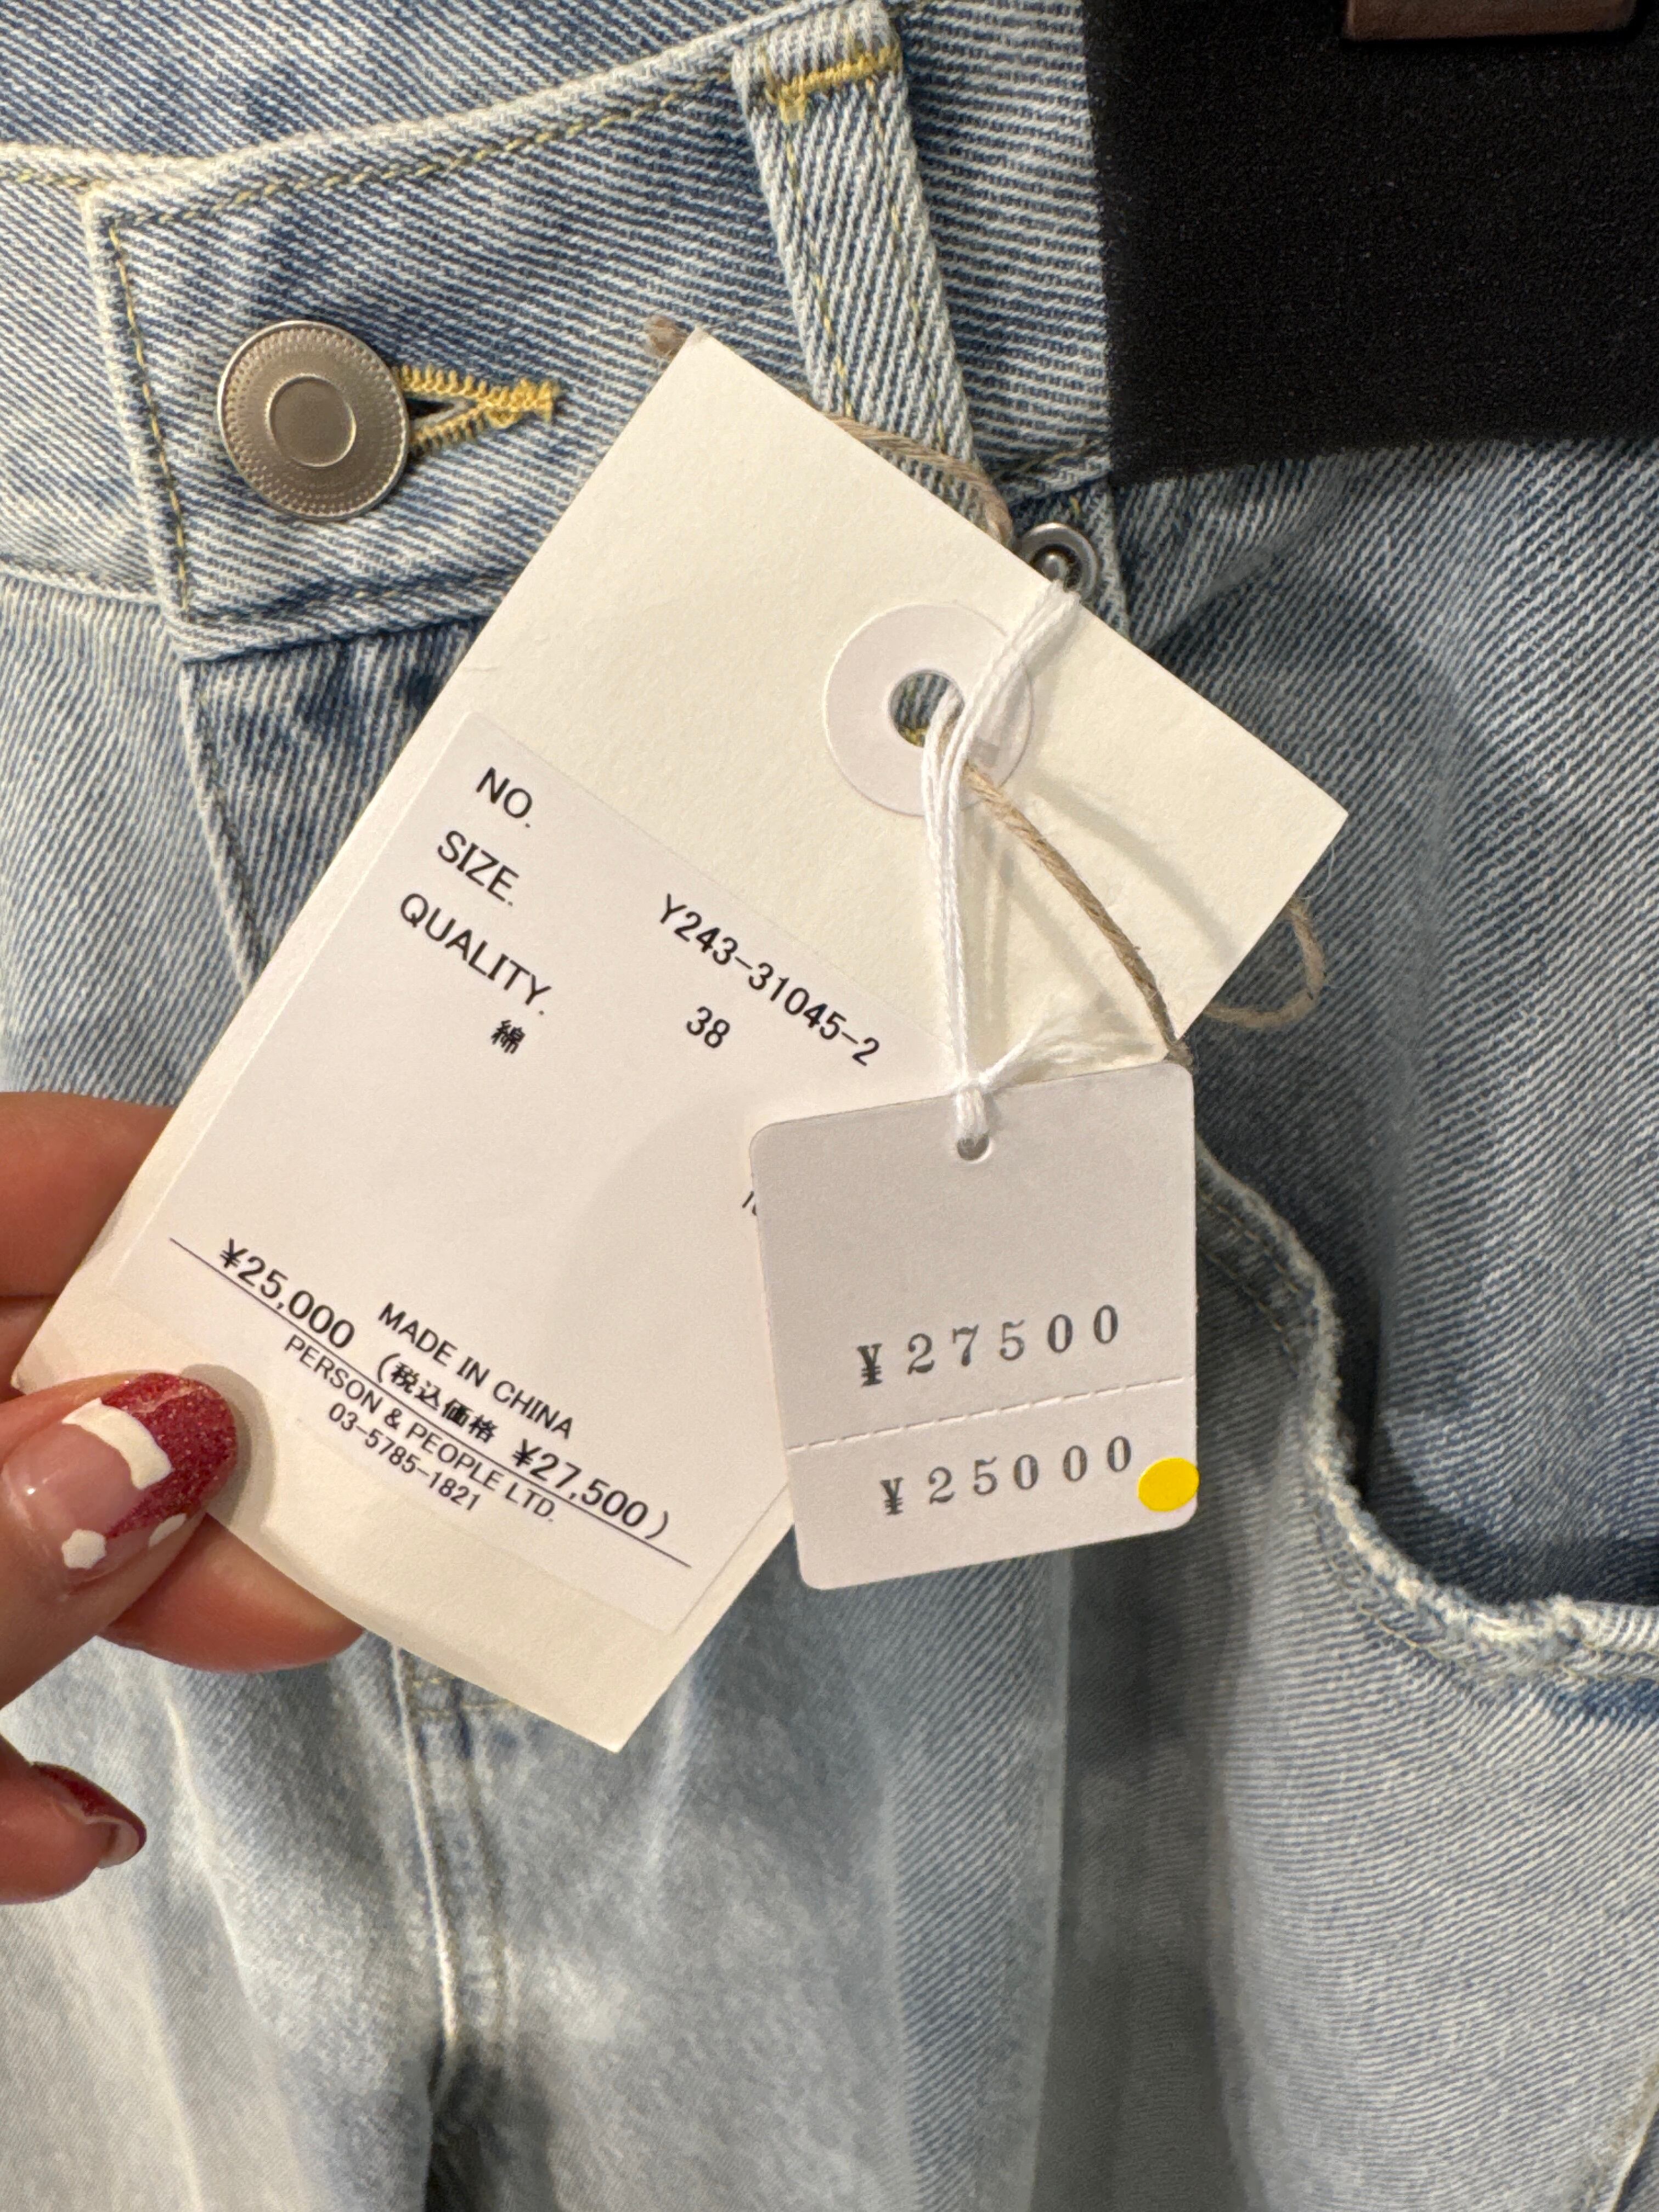 NO. Y243-31045-2
SIZE. 38
QUALITY.
綿
MADE IN CHINA
¥25,000 (税込価格 ¥27,500)
PERSON & PEOPLE LTD.
03-5785-1821
¥27500
¥25000